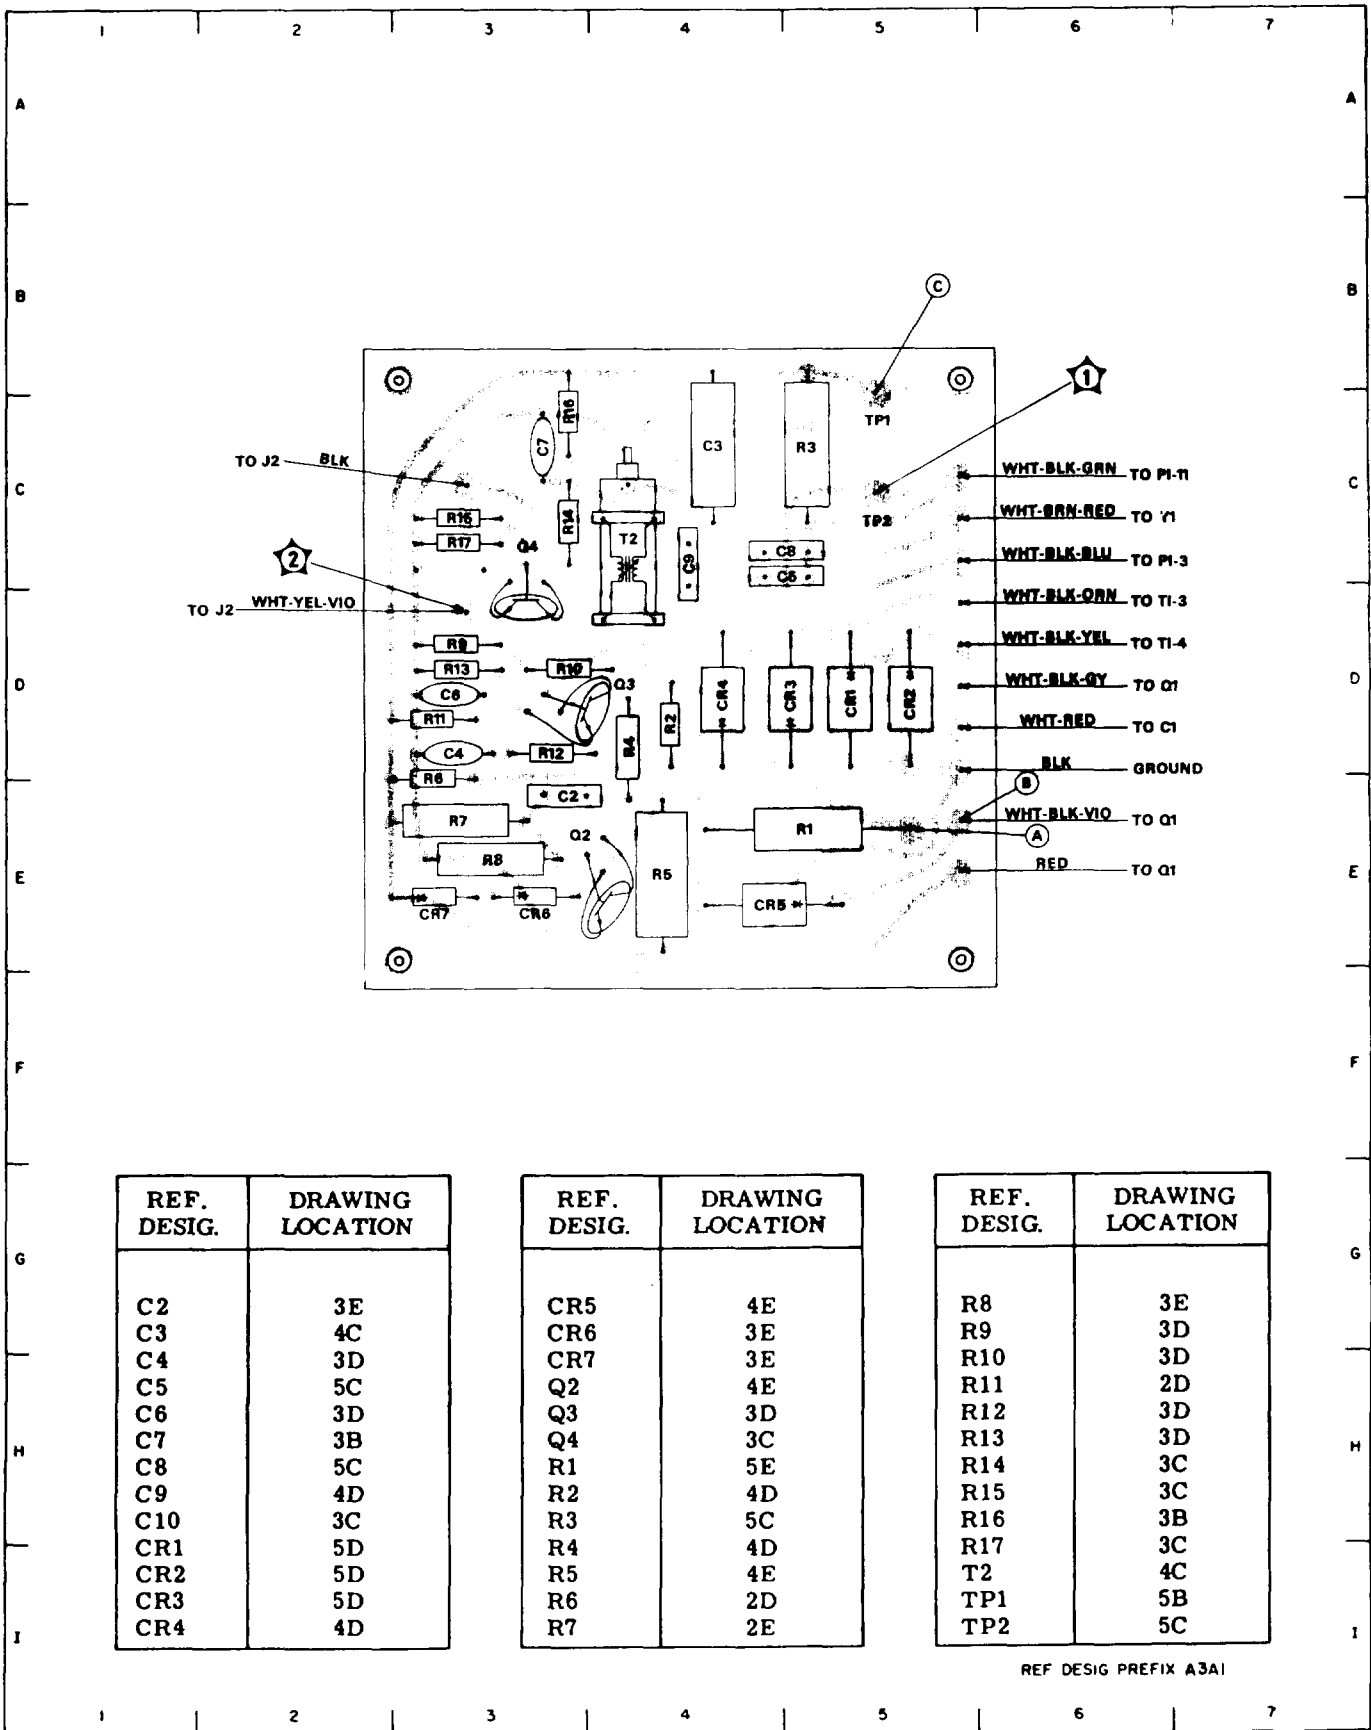 1 2 3 4 5 6 7
A A
B B
C
1
R16
C7
C3
R3
TP1
TO J2 BLK
WHT-BLK-GRN TO P1-11
C C
R15
R14
TP2
WHT-BRN-RED TO Y1
R17
Q4
T2
C9
C8
C5
WHT-BLK-BLU TO P1-3
2
TO J2 WHT-YEL-VIO
WHT-BLK-ORN TO T1-3
R9
WHT-BLK-YEL TO T1-4
R13
R10
Q3
D D
C6
CR4
CR3
CR1
CR2
WHT-BLK-GY TO Q1
R11
R2
WHT-RED TO C1
C4
R12
R4
R6
BLK GROUND
B
C2
R7
R1
WHT-BLK-VIO TO Q1
A
Q2
R8
R5
RED TO Q1
E E
CR7
CR6
CR5
F F
G G
H H
I I
REF. DESIG. DRAWING LOCATION
C2 3E
C3 4C
C4 3D
C5 5C
C6 3D
C7 3B
C8 5C
C9 4D
C10 3C
CR1 5D
CR2 5D
CR3 5D
CR4 4D
REF. DESIG. DRAWING LOCATION
CR5 4E
CR6 3E
CR7 3E
Q2 4E
Q3 3D
Q4 3C
R1 5E
R2 4D
R3 5C
R4 4D
R5 4E
R6 2D
R7 2E
REF. DESIG. DRAWING LOCATION
R8 3E
R9 3D
R10 3D
R11 2D
R12 3D
R13 3D
R14 3C
R15 3C
R16 3B
R17 3C
T2 4C
TP1 5B
TP2 5C
REF DESIG PREFIX A3A1
1 2 3 4 5 6 7